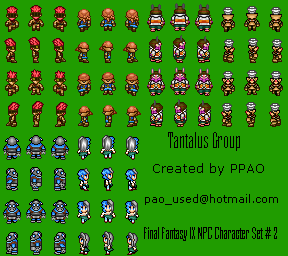 Tantalus Group
Created by PPAO
pao_used@hotmail.com
Final Fantasy IX NPC Character Set # 2